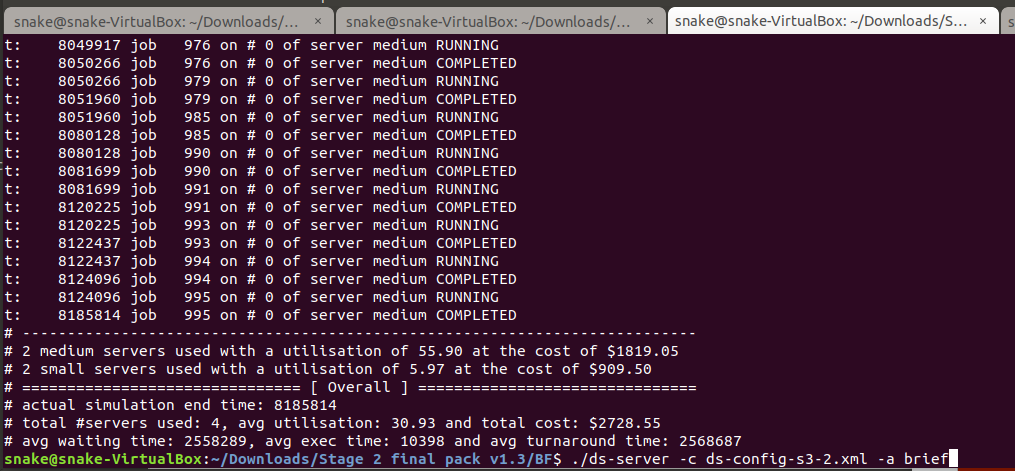 snake@snake-VirtualBox: ~/Downloads/... × snake@snake-VirtualBox: ~/Downloads/... × snake@snake-VirtualBox: ~/Downloads/S... × s
t:    8049917 job   976 on # 0 of server medium RUNNING
t:    8050266 job   976 on # 0 of server medium COMPLETED
t:    8050266 job   979 on # 0 of server medium RUNNING
t:    8051960 job   979 on # 0 of server medium COMPLETED
t:    8051960 job   985 on # 0 of server medium RUNNING
t:    8080128 job   985 on # 0 of server medium COMPLETED
t:    8080128 job   990 on # 0 of server medium RUNNING
t:    8081699 job   990 on # 0 of server medium COMPLETED
t:    8081699 job   991 on # 0 of server medium RUNNING
t:    8120225 job   991 on # 0 of server medium COMPLETED
t:    8120225 job   993 on # 0 of server medium RUNNING
t:    8122437 job   993 on # 0 of server medium COMPLETED
t:    8122437 job   994 on # 0 of server medium RUNNING
t:    8124096 job   994 on # 0 of server medium COMPLETED
t:    8124096 job   995 on # 0 of server medium RUNNING
t:    8185814 job   995 on # 0 of server medium COMPLETED
# ---------------------------------------------------------------------------
# 2 medium servers used with a utilisation of 55.90 at the cost of $1819.05
# 2 small servers used with a utilisation of 5.97 at the cost of $909.50
# =============================== [ Overall ] ===============================
# actual simulation end time: 8185814
# total #servers used: 4, avg utilisation: 30.93 and total cost: $2728.55
# avg waiting time: 2558289, avg exec time: 10398 and avg turnaround time: 2568687
snake@snake-VirtualBox:~/Downloads/Stage 2 final pack v1.3/BF$ ./ds-server -c ds-config-s3-2.xml -a brief